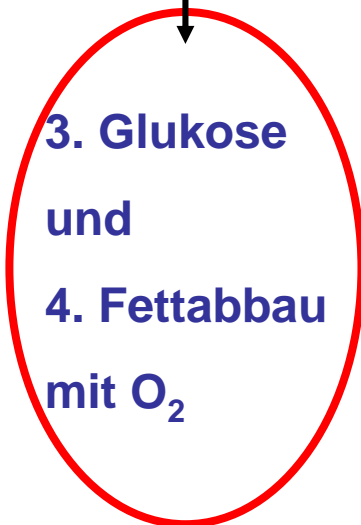 3. Glukose
und
4. Fettabbau
mit O₂